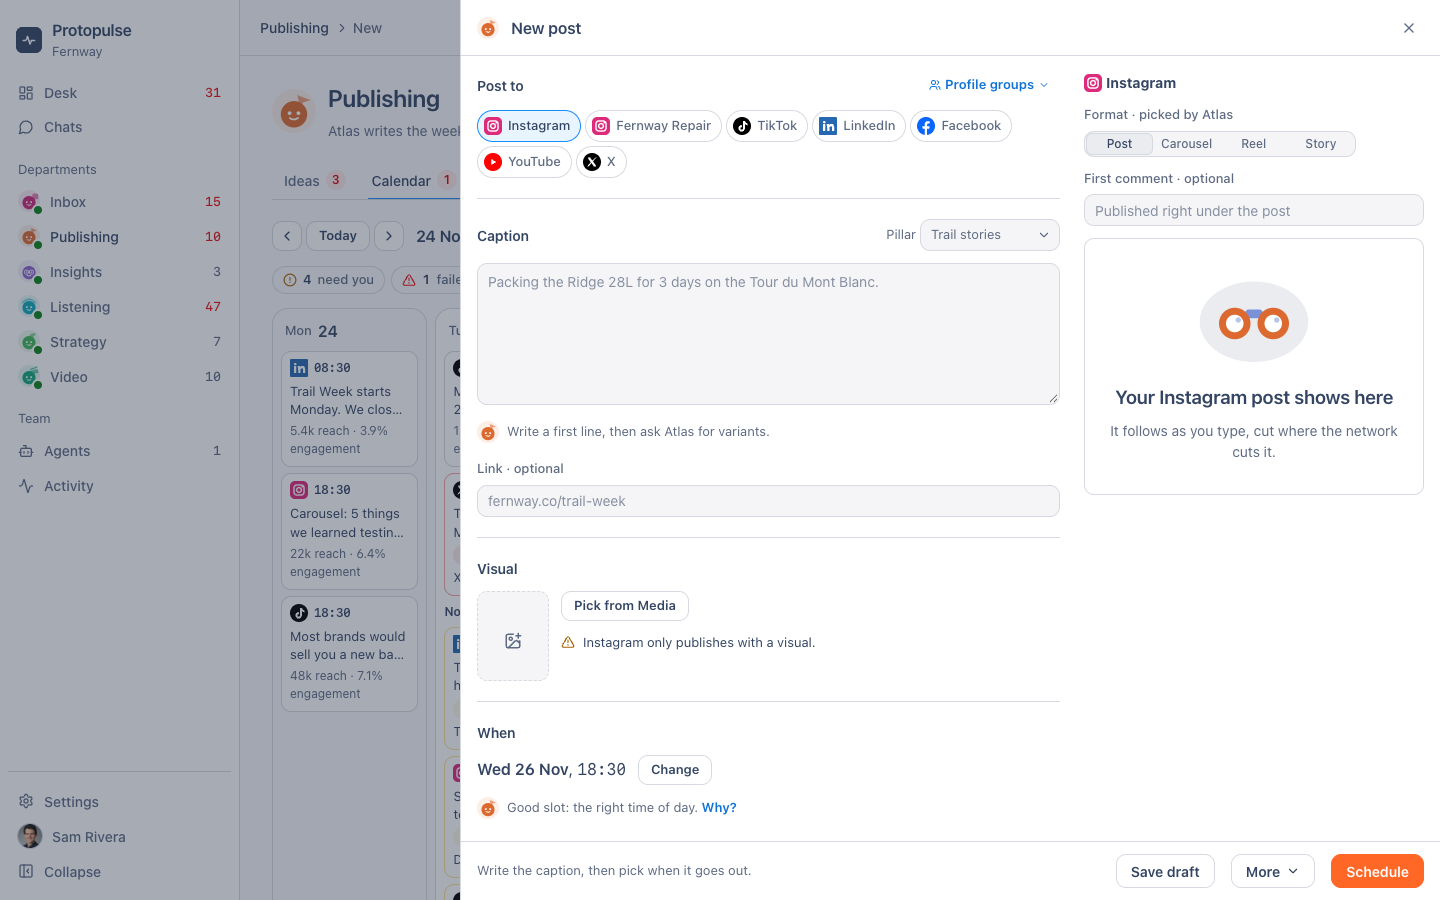 Protopulse
Fernway
Desk 31
Chats
Departments
Inbox 15
Publishing 10
Insights 3
Listening 47
Strategy 7
Video 10
Team
Agents 1
Activity
Settings
Sam Rivera
Collapse
Publishing New
Publishing
Atlas writes the week
Ideas 3
Calendar 1
Today
24 No
4 need you
1 faile
Mon 24
08:30
Trail Week starts
Monday. We clos...
5.4k reach · 3.9%
engagement
18:30
Carousel: 5 things
we learned testin...
22k reach · 6.4%
engagement
18:30
Most brands would
sell you a new ba...
48k reach · 7.1%
engagement
New post
Post to
Profile groups
Instagram
Fernway Repair
TikTok
LinkedIn
Facebook
YouTube
X
Caption
Pillar Trail stories
Packing the Ridge 28L for 3 days on the Tour du Mont Blanc.
Write a first line, then ask Atlas for variants.
Link · optional
fernway.co/trail-week
Visual
Pick from Media
Instagram only publishes with a visual.
When
Wed 26 Nov, 18:30
Change
Good slot: the right time of day. Why?
Instagram
Format · picked by Atlas
Post Carousel Reel Story
First comment · optional
Published right under the post
Your Instagram post shows here
It follows as you type, cut where the network
cuts it.
Write the caption, then pick when it goes out.
Save draft
More
Schedule